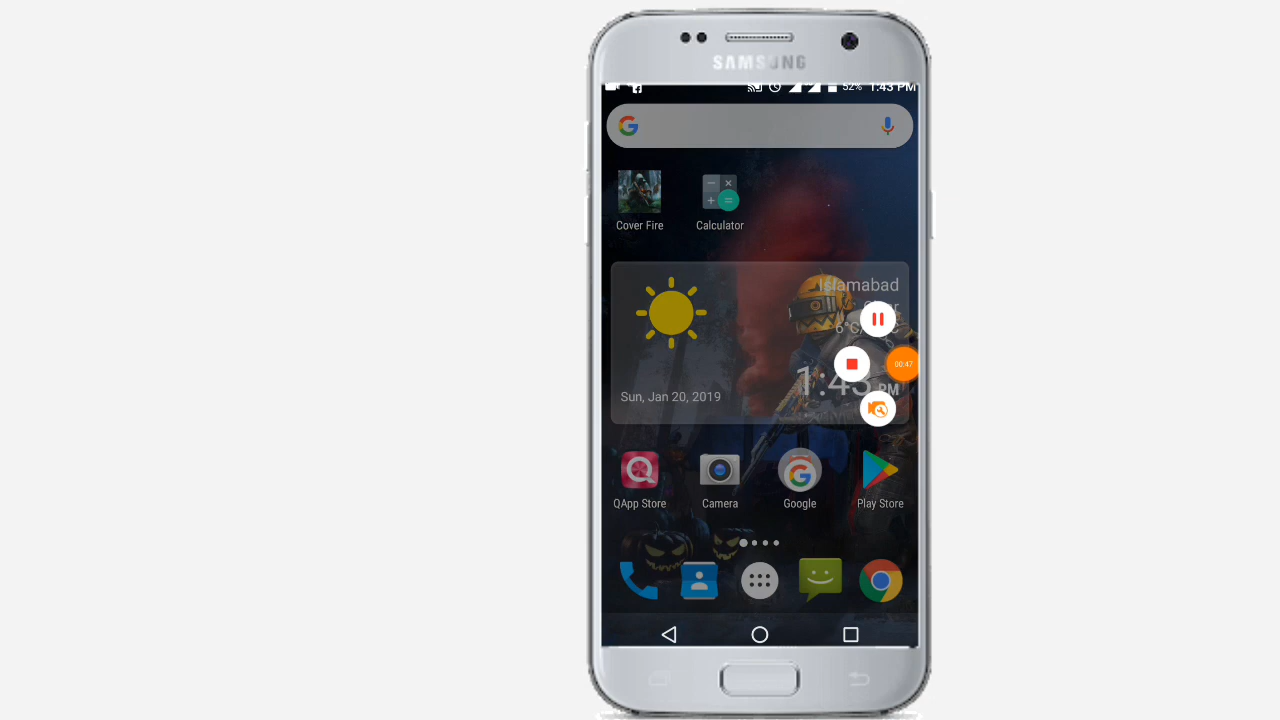 SAMSUNG
52% 1:43 PM
Cover Fire
Calculator
Islamabad
Sun, Jan 20, 2019
1:43 PM
00:47
QApp Store
Camera
Google
Play Store